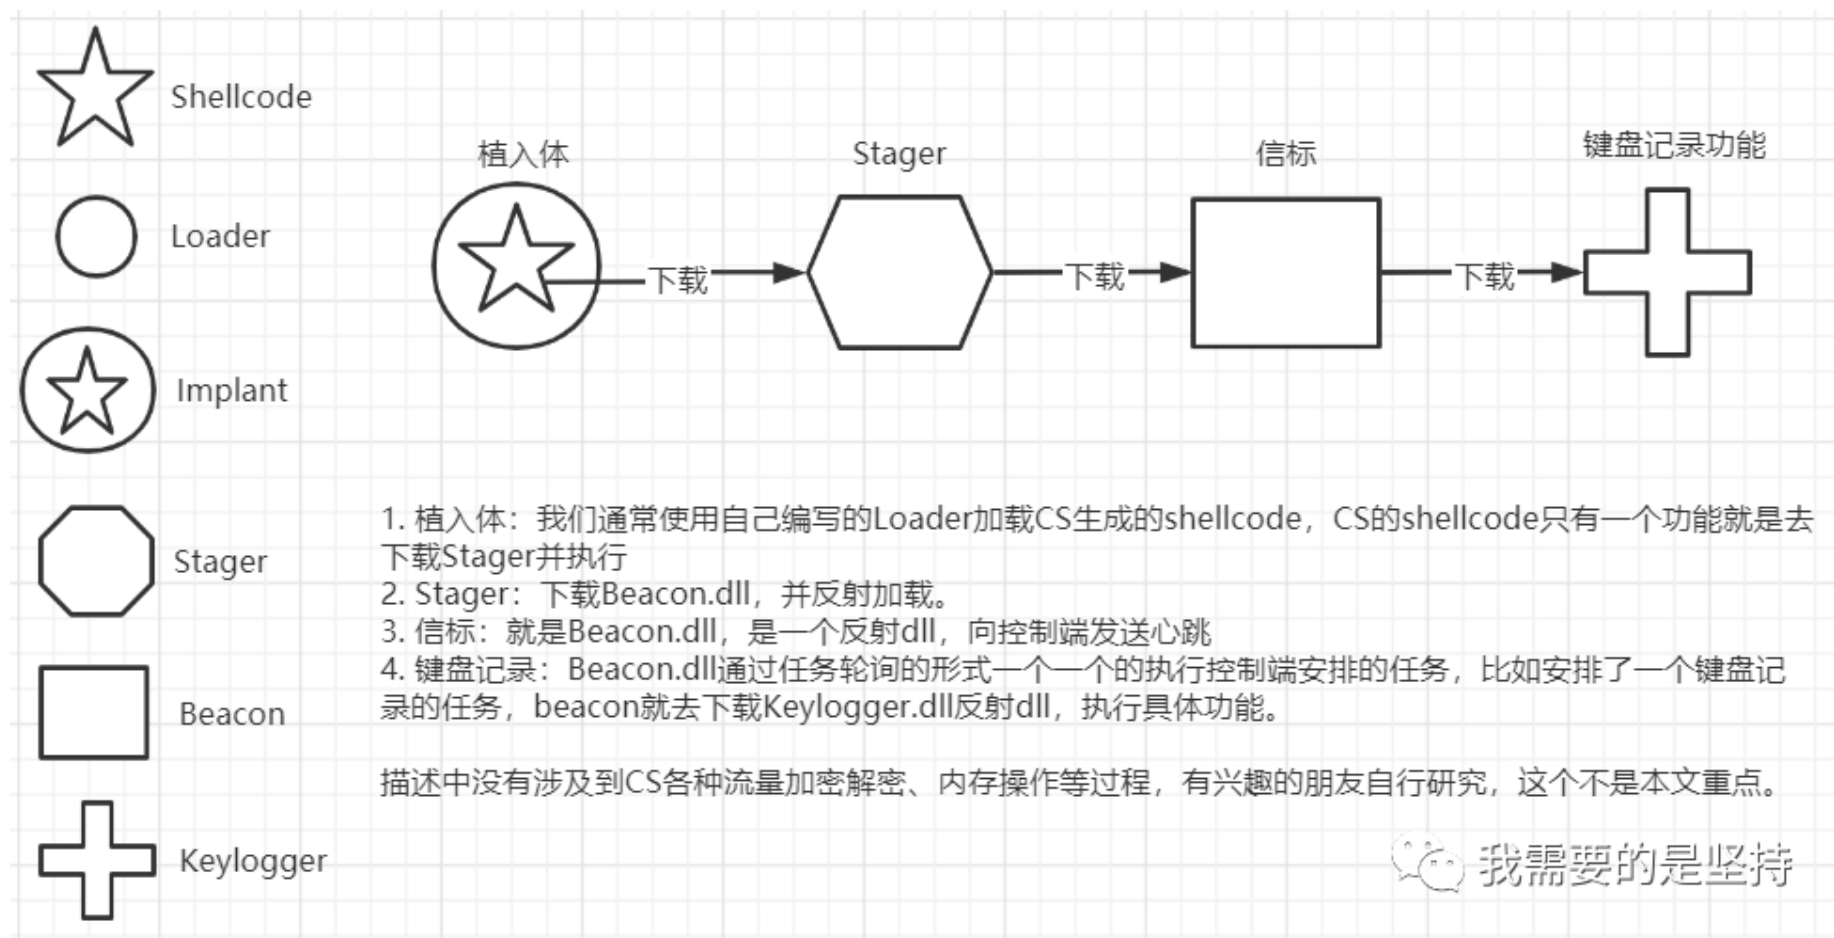 Shellcode
Loader
Implant
Stager
Beacon
Keylogger
植入体
Stager
信标
键盘记录功能
下载
下载
下载
1. 植入体：我们通常使用自己编写的Loader加载CS生成的shellcode，CS的shellcode只有一个功能就是去
下载Stager并执行
2. Stager：下载Beacon.dll，并反射加载。
3. 信标：就是Beacon.dll，是一个反射dll，向控制端发送心跳
4. 键盘记录：Beacon.dll通过任务轮询的形式一个一个的执行控制端安排的任务，比如安排了一个键盘记
录的任务，beacon就去下载Keylogger.dll反射dll，执行具体功能。
描述中没有涉及到CS各种流量加密解密、内存操作等过程，有兴趣的朋友自行研究，这个不是本文重点。
我需要的是坚持